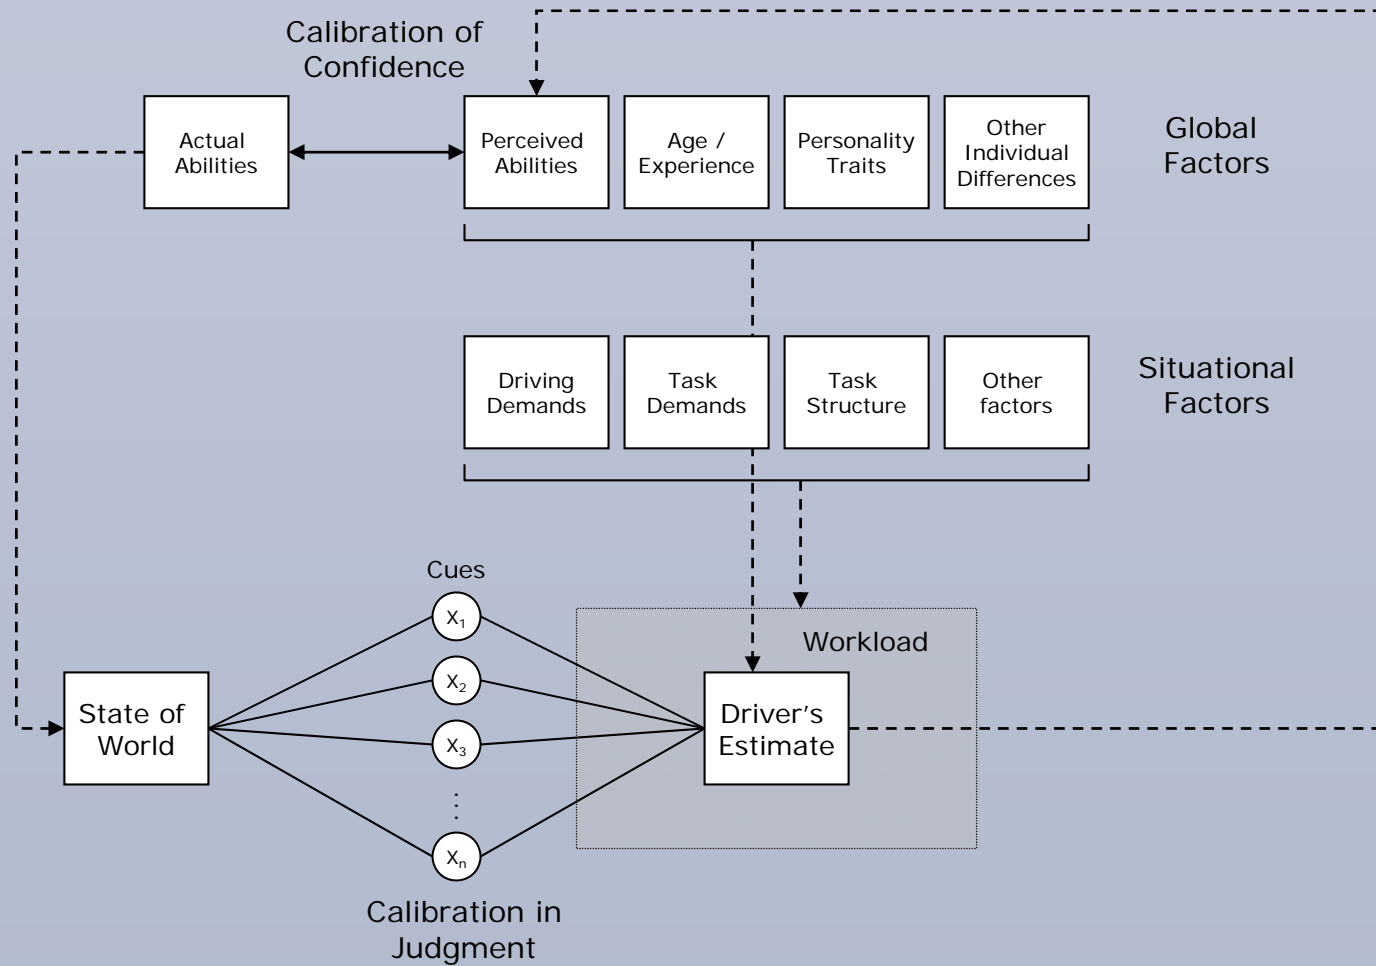 Calibration of
Confidence
Actual
Abilities
Perceived
Abilities
Age /
Experience
Personality
Traits
Other
Individual
Differences
Global
Factors
Driving
Demands
Task
Demands
Task
Structure
Other
factors
Situational
Factors
Cues
X₁
X₂
X₃
Xₙ
Workload
State of
World
Driver's
Estimate
Calibration in
Judgment